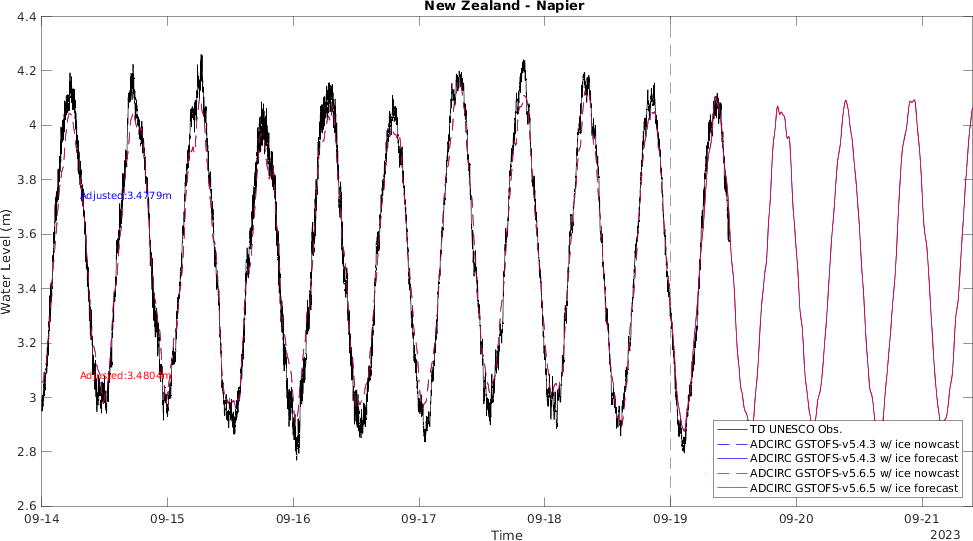 New Zealand - Napier
4.4
4.2
4
3.8
3.6
3.4
3.2
3
2.8
2.6
Water Level (m)
Adjusted:3.4779m
Adjusted:3.4804m
TD UNESCO Obs.
ADCIRC GSTOFS-v5.4.3 w/ ice nowcast
ADCIRC GSTOFS-v5.4.3 w/ ice forecast
ADCIRC GSTOFS-v5.6.5 w/ ice nowcast
ADCIRC GSTOFS-v5.6.5 w/ ice forecast
09-14 09-15 09-16 09-17 09-18 09-19 09-20 09-21
Time
2023